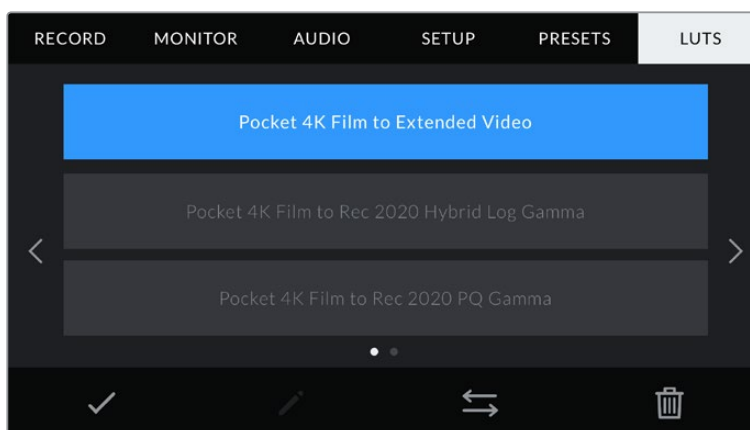 RECORD MONITOR AUDIO SETUP PRESETS LUTS
Pocket 4K Film to Extended Video
Pocket 4K Film to Rec 2020 Hybrid Log Gamma
Pocket 4K Film to Rec 2020 PQ Gamma